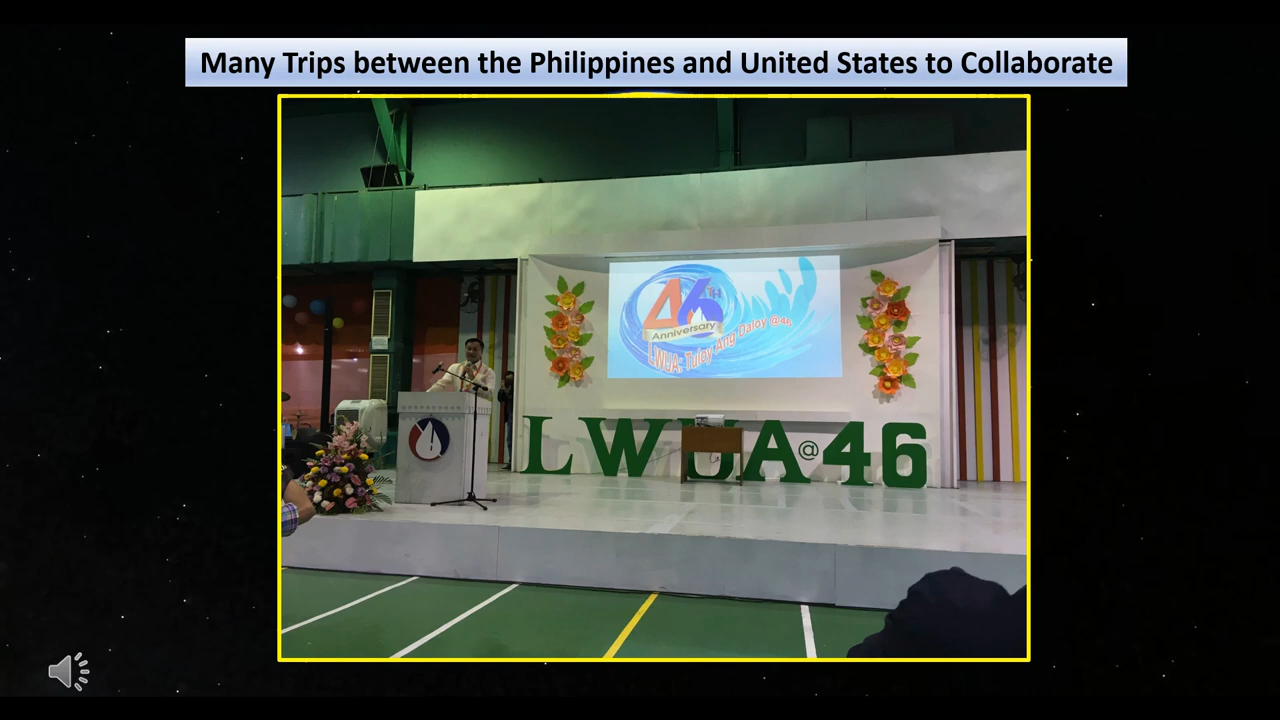 Many Trips between the Philippines and United States to Collaborate
46TH
Anniversary
LWUA: Tuloy Ang Daloy @46
LWUA@46